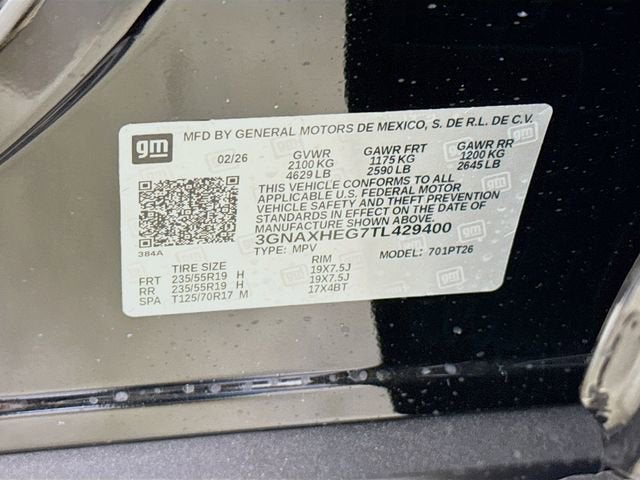 gm MFD BY GENERAL MOTORS DE MEXICO, S. DE R.L. DE C.V.
02/26 GVWR GAWR FRT GAWR RR
2100 KG 1175 KG 1200 KG
4629 LB 2590 LB 2645 LB
THIS VEHICLE CONFORMS TO ALL
APPLICABLE U.S. FEDERAL MOTOR
VEHICLE SAFETY AND THEFT PREVENTION
STANDARDS IN EFFECT ON THE DATE OF
MANUFACTURE SHOWN ABOVE.
3GNAXHEG7TL429400
384A
TYPE: MPV MODEL: 701PT26
TIRE SIZE RIM
FRT 235/55R19 H 19X7.5J
RR 235/55R19 H 19X7.5J
SPA T125/70R17 M 17X4BT